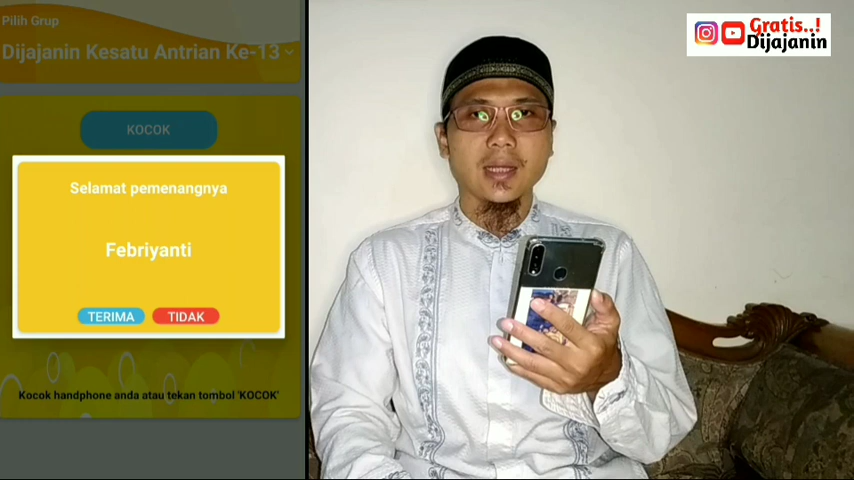 Pilih Grup
Dijajanin Kesatu Antrian Ke-13
KOCOK
Selamat pemenangnya
Febriyanti
TERIMA
TIDAK
Kocok handphone anda atau tekan tombol 'KOCOK'
Gratis..!
Dijajanin